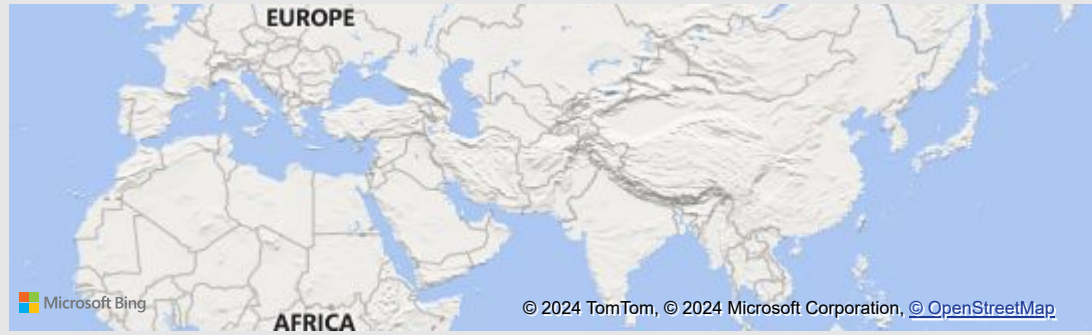 EUROPE
Microsoft Bing
© 2024 TomTom, © 2024 Microsoft Corporation, © OpenStreetMap
AFRICA